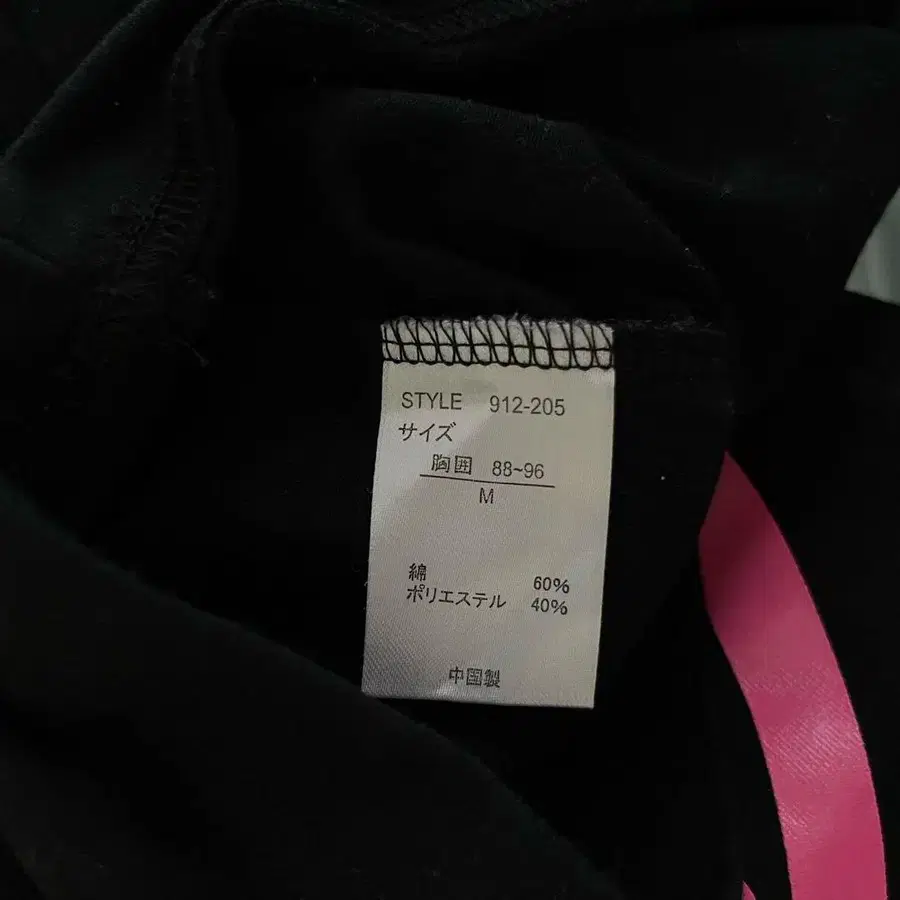 STYLE 912-205
サイズ
胸囲 88~96
M
綿 60%
ポリエステル 40%
中国製